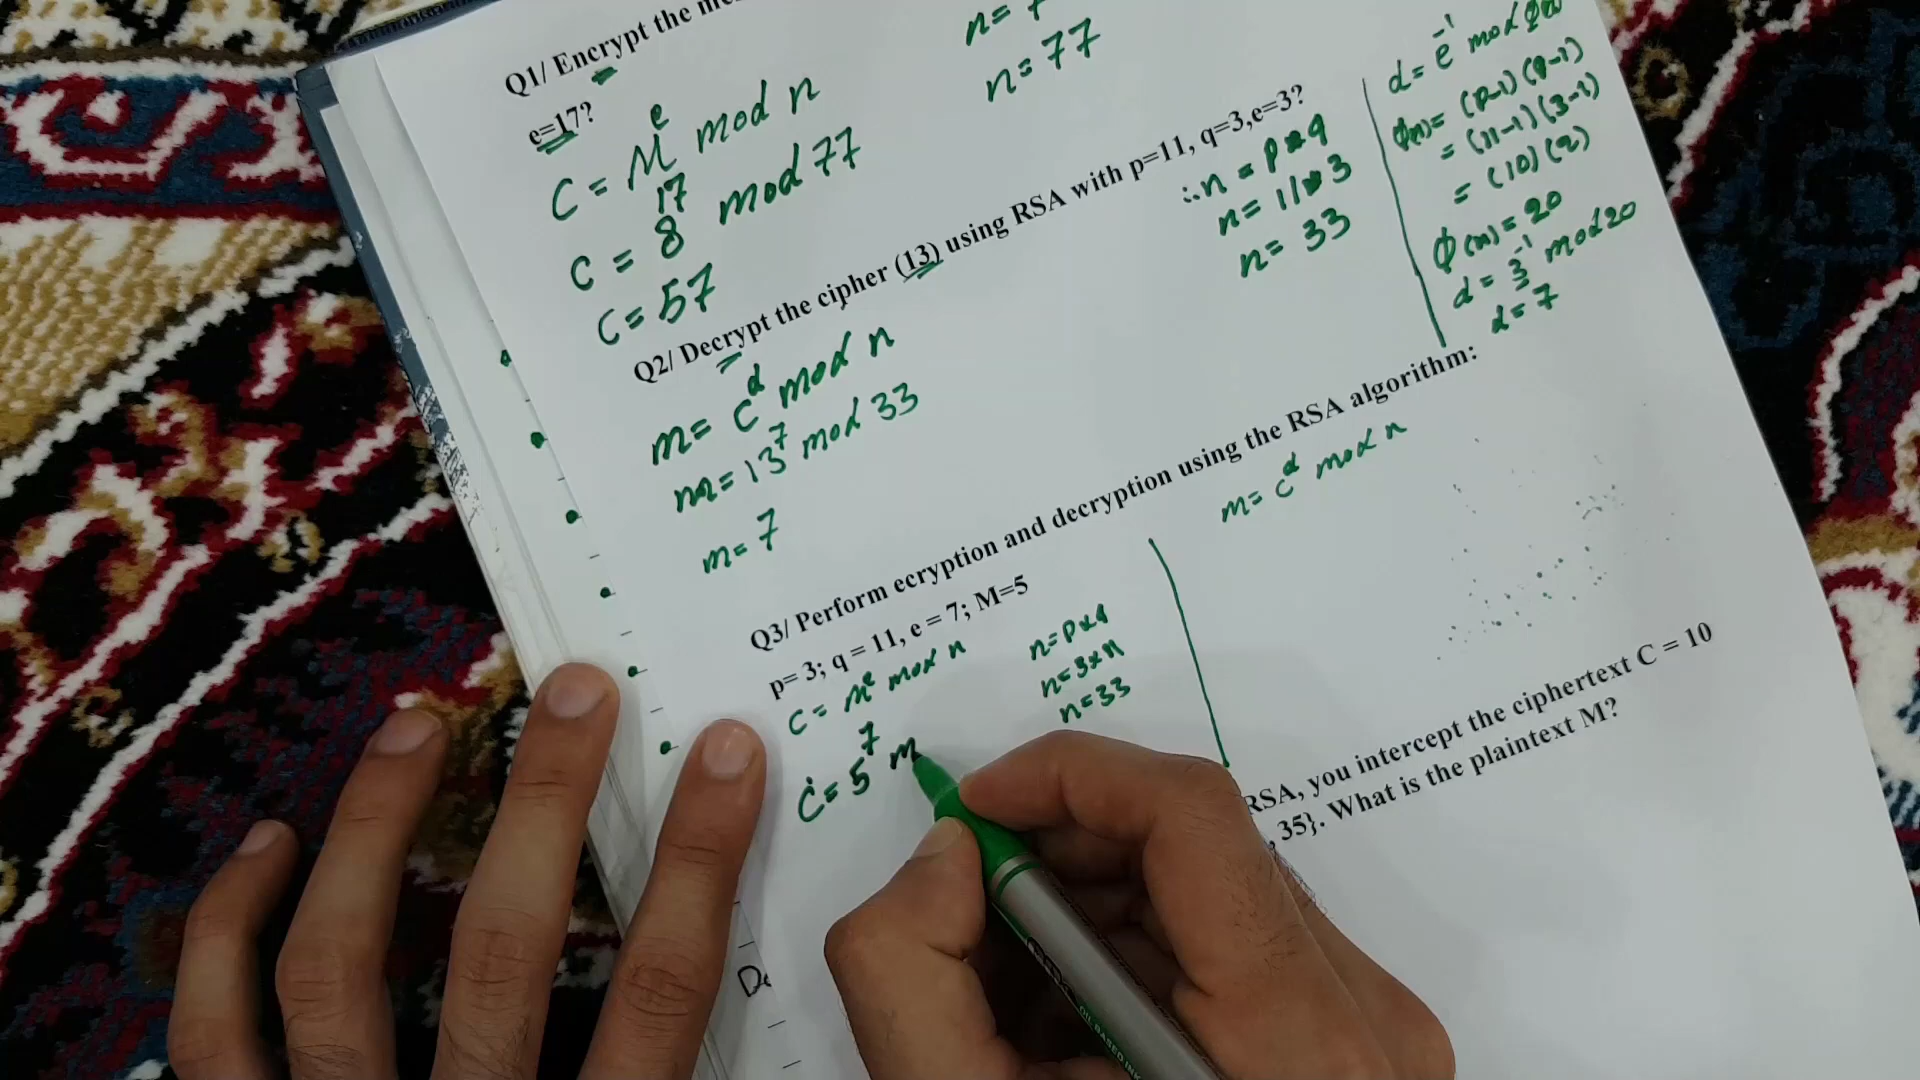 Q1/ Encrypt the
e=17?
C = M^e mod n
C = 8^17 mod 77
C = 57
n = 77
Q2/ Decrypt the cipher (13) using RSA with p=11, q=3,e=3?
m = C^d mod n
m = 13^7 mod 33
m = 7
∴ n = P*q
n = 11*3
n = 33
d = e^-1 mod
Φ(n) = (P-1)(q-1)
= (11-1)(3-1)
= (10)(2)
Φ(n) = 20
d = 3^-1 mod 20
d = 7
Q3/ Perform ecryption and decryption using the RSA algorithm:
p= 3; q = 11, e = 7; M=5
C = M^e mod n
C = 5^7 m
n = P*q
n = 3*11
n = 33
m = C^d mod n
RSA, you intercept the ciphertext C = 10
, 35}. What is the plaintext M?
OIL BASED INK